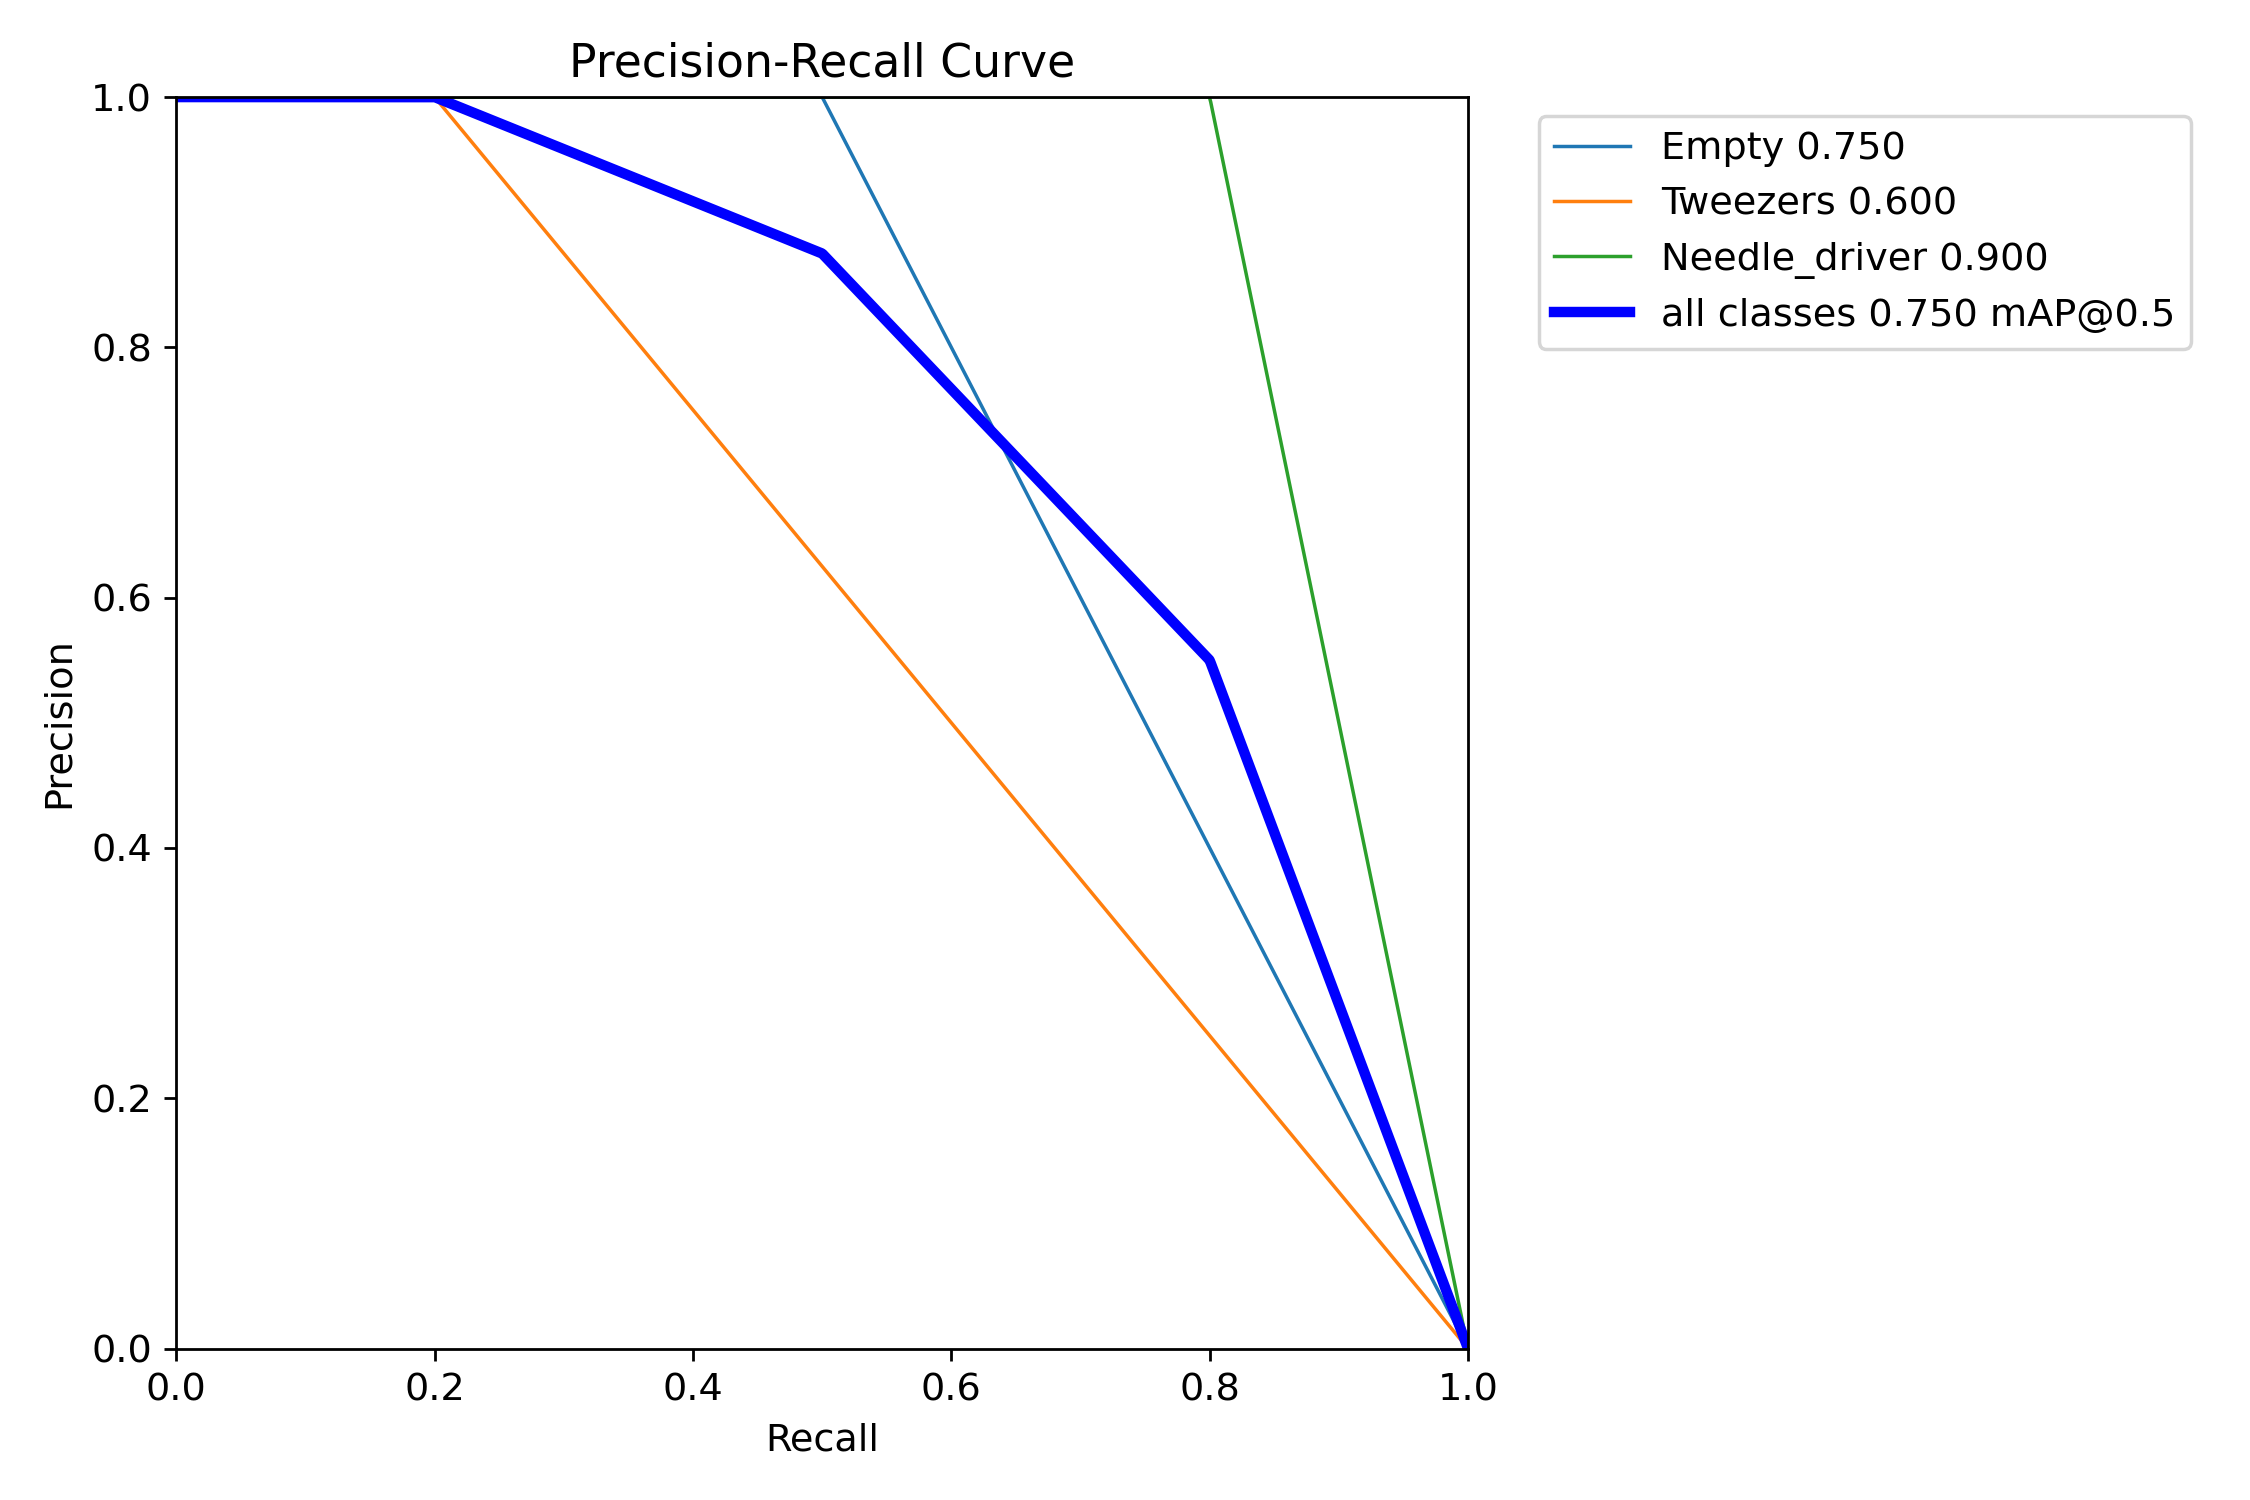 Precision-Recall Curve
1.0
0.8
0.6
0.4
0.2
0.0
Precision
0.0 0.2 0.4 0.6 0.8 1.0
Recall
Empty 0.750
Tweezers 0.600
Needle_driver 0.900
all classes 0.750 mAP@0.5